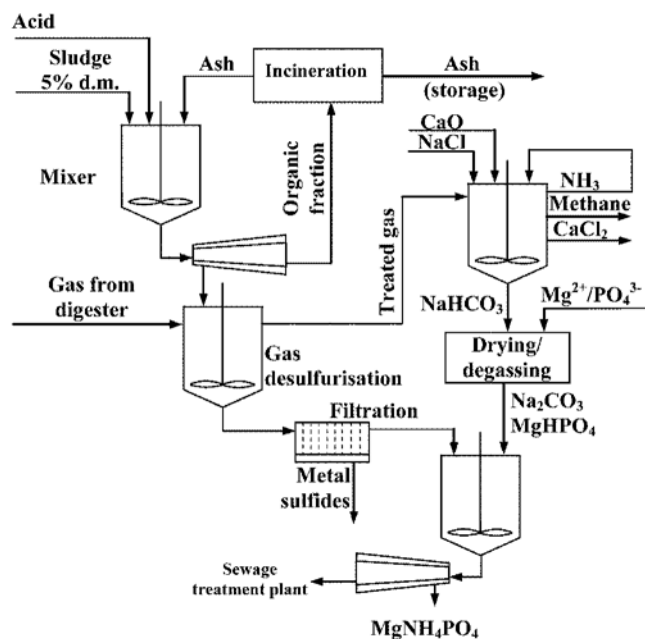 Acid
Sludge
5% d.m.
Ash
Incineration
Ash
(storage)
Mixer
Organic
fraction
CaO
NaCl
NH₃
Methane
CaCl₂
Treated gas
Gas from
digester
NaHCO₃
Mg²⁺/PO₄³⁻
Gas
desulfurisation
Drying/
degassing
Filtration
Na₂CO₃
MgHPO₄
Metal
sulfides
Sewage
treatment plant
MgNH₄PO₄